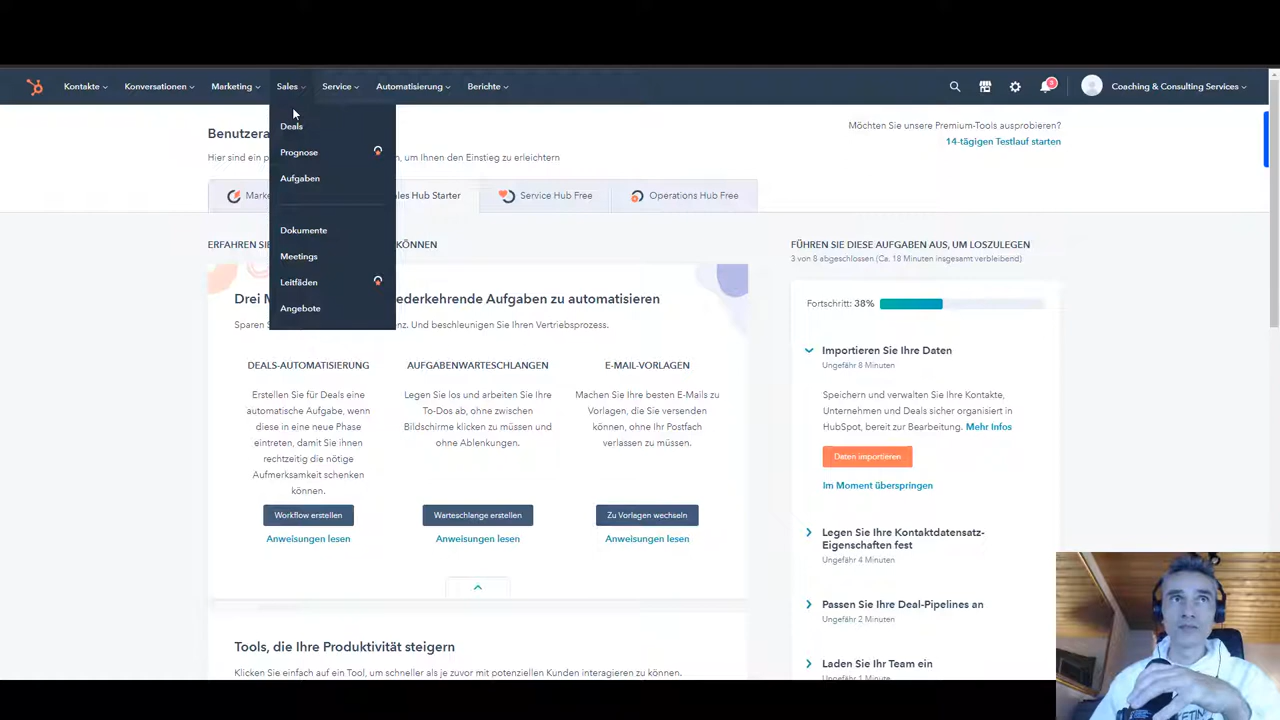 Kontakte Konversationen Marketing Sales Service Automatisierung Berichte 3 Coaching & Consulting Services
Deals
Prognose
Aufgaben
Dokumente
Meetings
Leitfäden
Angebote
Möchten Sie unsere Premium-Tools ausprobieren?
14-tägigen Testlauf starten
Hier sind ein um Ihnen den Einstieg zu erleichtern
Hub Starter Service Hub Free Operations Hub Free
KÖNNEN
Drei wiederkehrende Aufgaben zu automatisieren
Und beschleunigen Sie Ihren Vertriebsprozess.
DEALS-AUTOMATISIERUNG
Erstellen Sie für Deals eine
automatische Aufgabe, wenn
diese in eine neue Phase
eintreten, damit Sie ihnen
rechtzeitig die nötige
Aufmerksamkeit schenken
können.
Workflow erstellen
Anweisungen lesen
AUFGABENWARTESCHLANGEN
Legen Sie los und arbeiten Sie Ihre
To-Dos ab, ohne zwischen
Bildschirme klicken zu müssen und
ohne Ablenkungen.
Warteschlange erstellen
Anweisungen lesen
E-MAIL-VORLAGEN
Machen Sie Ihre besten E-Mails zu
Vorlagen, die Sie versenden
können, ohne Ihr Postfach
verlassen zu müssen.
Zu Vorlagen wechseln
Anweisungen lesen
Tools, die Ihre Produktivität steigern
Klicken Sie einfach auf ein Tool, um schneller als je zuvor mit potenziellen Kunden interagieren zu können.
FÜHREN SIE DIESE AUFGABEN AUS, UM LOSZULEGEN
3 von 8 abgeschlossen (Ca. 18 Minuten insgesamt verbleibend)
Fortschritt: 38%
Importieren Sie Ihre Daten
Ungefähr 8 Minuten
Speichern und verwalten Sie Ihre Kontakte,
Unternehmen und Deals sicher organisiert in
HubSpot, bereit zur Bearbeitung. Mehr Infos
Daten importieren
Im Moment überspringen
Legen Sie Ihre Kontaktdatensatz-
Eigenschaften fest
Ungefähr 4 Minuten
Passen Sie Ihre Deal-Pipelines an
Ungefähr 2 Minuten
Laden Sie Ihr Team ein
Ungefähr 1 Minute